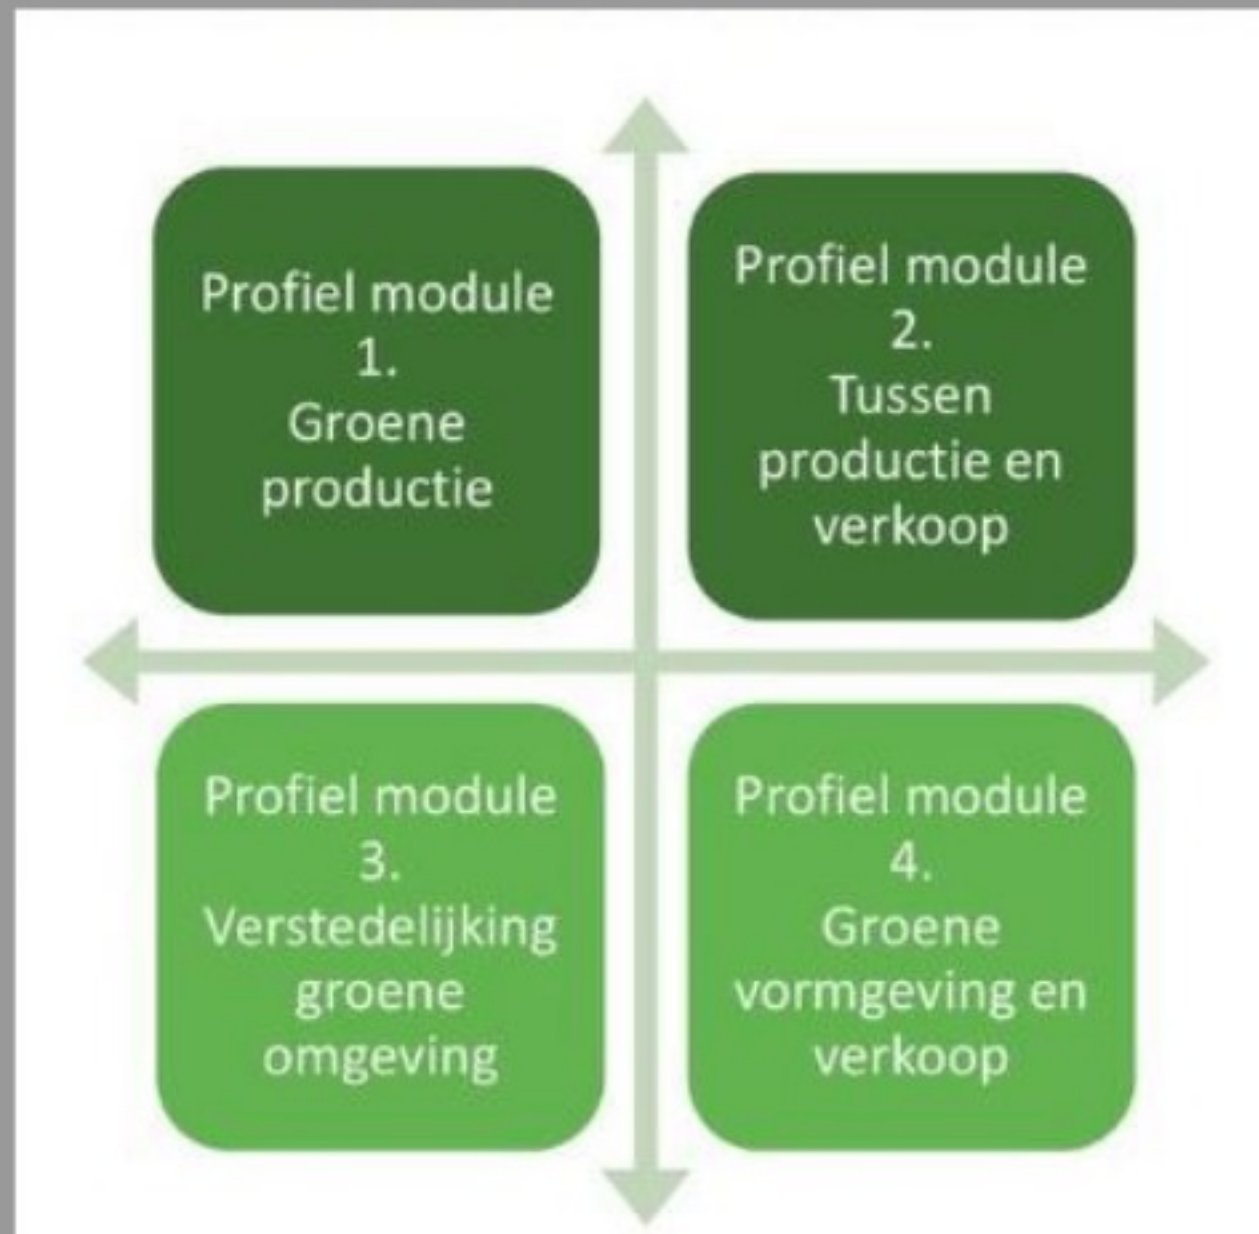 Profiel module
1.
Groene
productie
Profiel module
2.
Tussen
productie en
verkoop
Profiel module
3.
Verstedelijking
groene
omgeving
Profiel module
4.
Groene
vormgeving en
verkoop